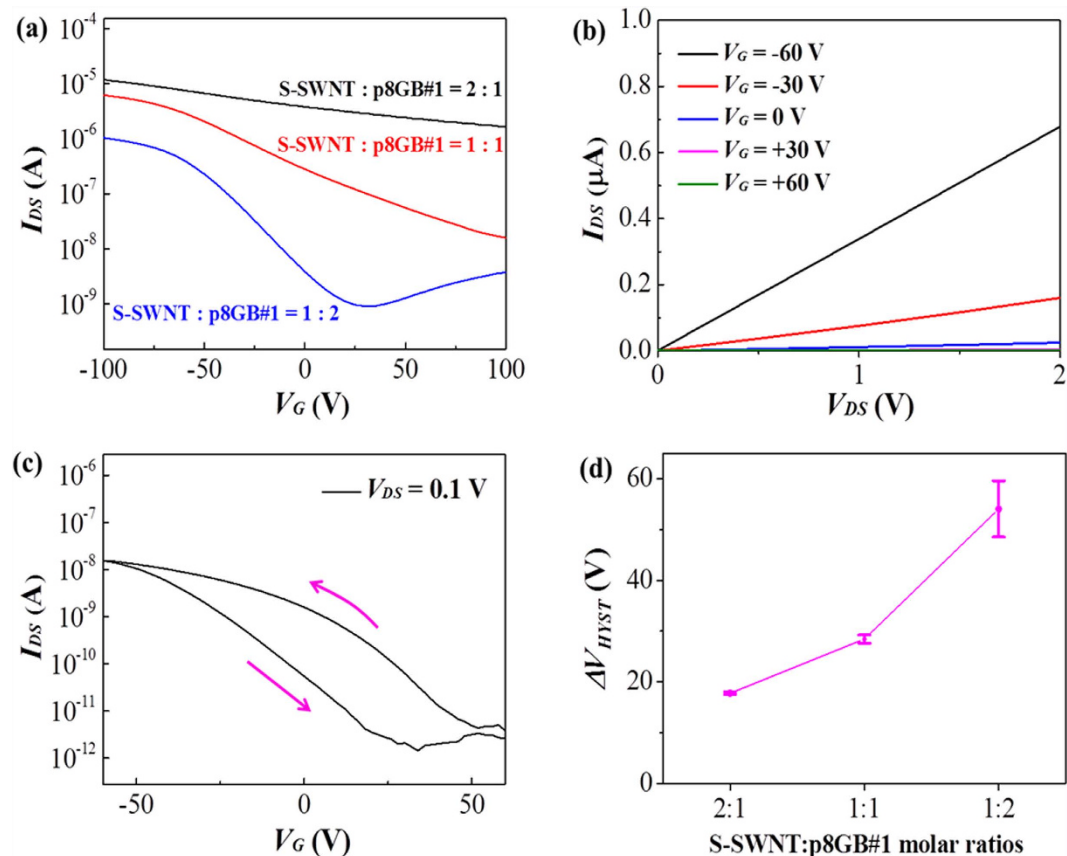 (a)
10⁻⁴
10⁻⁵
10⁻⁶
10⁻⁷
10⁻⁸
10⁻⁹
I_DS (A)
S-SWNT : p8GB#1 = 2 : 1
S-SWNT : p8GB#1 = 1 : 1
S-SWNT : p8GB#1 = 1 : 2
-100 -50 0 50 100
V_G (V)
(b)
1.0
0.8
0.6
0.4
0.2
0.0
I_DS (μA)
V_G = -60 V
V_G = -30 V
V_G = 0 V
V_G = +30 V
V_G = +60 V
0 1 2
V_DS (V)
(c)
10⁻⁶
10⁻⁷
10⁻⁸
10⁻⁹
10⁻¹⁰
10⁻¹¹
10⁻¹²
I_DS (A)
V_DS = 0.1 V
-50 0 50
V_G (V)
(d)
60
40
20
0
ΔV_HYST (V)
2:1 1:1 1:2
S-SWNT:p8GB#1 molar ratios